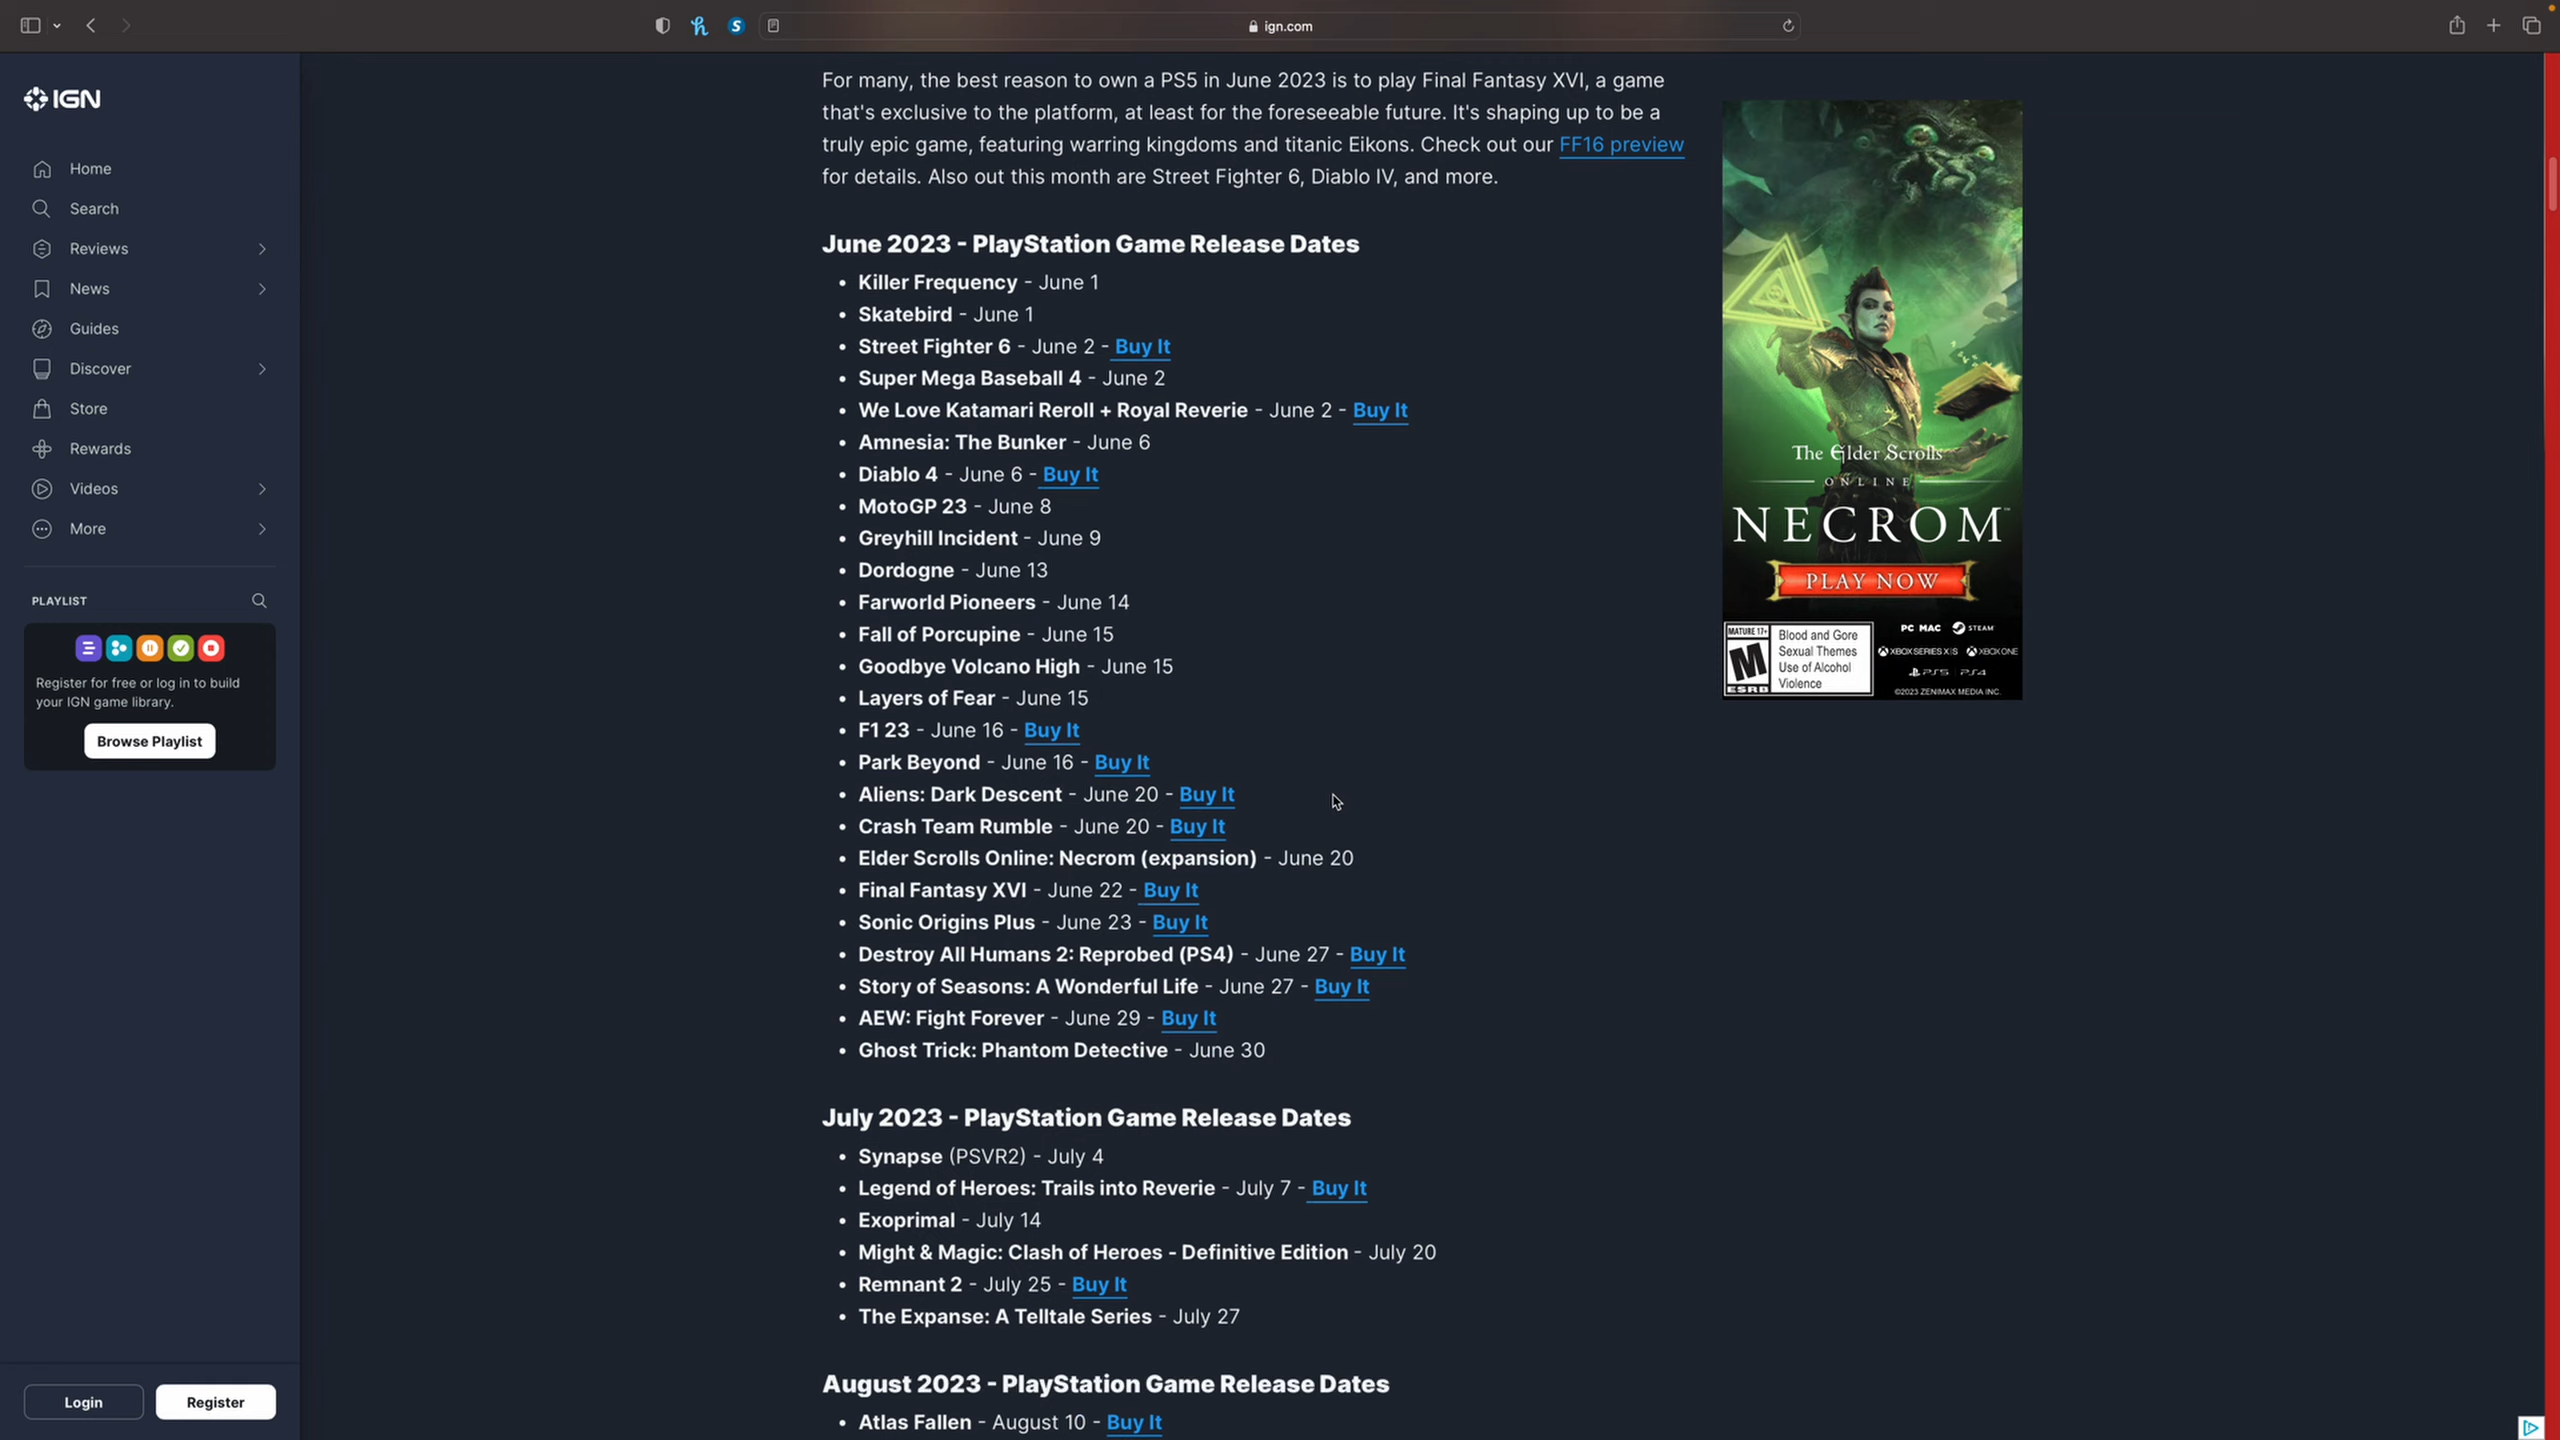 ign.com
IGN
Home
Search
Reviews
News
Guides
Discover
Store
Rewards
Videos
More
PLAYLIST
Register for free or log in to build
your IGN game library.
Browse Playlist
Login
Register
For many, the best reason to own a PS5 in June 2023 is to play Final Fantasy XVI, a game
that's exclusive to the platform, at least for the foreseeable future. It's shaping up to be a
truly epic game, featuring warring kingdoms and titanic Eikons. Check out our FF16 preview
for details. Also out this month are Street Fighter 6, Diablo IV, and more.
June 2023 - PlayStation Game Release Dates
• Killer Frequency - June 1
• Skatebird - June 1
• Street Fighter 6 - June 2 - Buy It
• Super Mega Baseball 4 - June 2
• We Love Katamari Reroll + Royal Reverie - June 2 - Buy It
• Amnesia: The Bunker - June 6
• Diablo 4 - June 6 - Buy It
• MotoGP 23 - June 8
• Greyhill Incident - June 9
• Dordogne - June 13
• Farworld Pioneers - June 14
• Fall of Porcupine - June 15
• Goodbye Volcano High - June 15
• Layers of Fear - June 15
• F1 23 - June 16 - Buy It
• Park Beyond - June 16 - Buy It
• Aliens: Dark Descent - June 20 - Buy It
• Crash Team Rumble - June 20 - Buy It
• Elder Scrolls Online: Necrom (expansion) - June 20
• Final Fantasy XVI - June 22 - Buy It
• Sonic Origins Plus - June 23 - Buy It
• Destroy All Humans 2: Reprobed (PS4) - June 27 - Buy It
• Story of Seasons: A Wonderful Life - June 27 - Buy It
• AEW: Fight Forever - June 29 - Buy It
• Ghost Trick: Phantom Detective - June 30
July 2023 - PlayStation Game Release Dates
• Synapse (PSVR2) - July 4
• Legend of Heroes: Trails into Reverie - July 7 - Buy It
• Exoprimal - July 14
• Might & Magic: Clash of Heroes - Definitive Edition - July 20
• Remnant 2 - July 25 - Buy It
• The Expanse: A Telltale Series - July 27
August 2023 - PlayStation Game Release Dates
• Atlas Fallen - August 10 - Buy It
The Elder Scrolls
ONLINE
NECROM™
PLAY NOW
MATURE 17+
M
ESRB
Blood and Gore
Sexual Themes
Use of Alcohol
Violence
PC MAC STEAM
XBOX SERIES X|S XBOX ONE
PS5 PS4
©2023 ZENIMAX MEDIA INC.